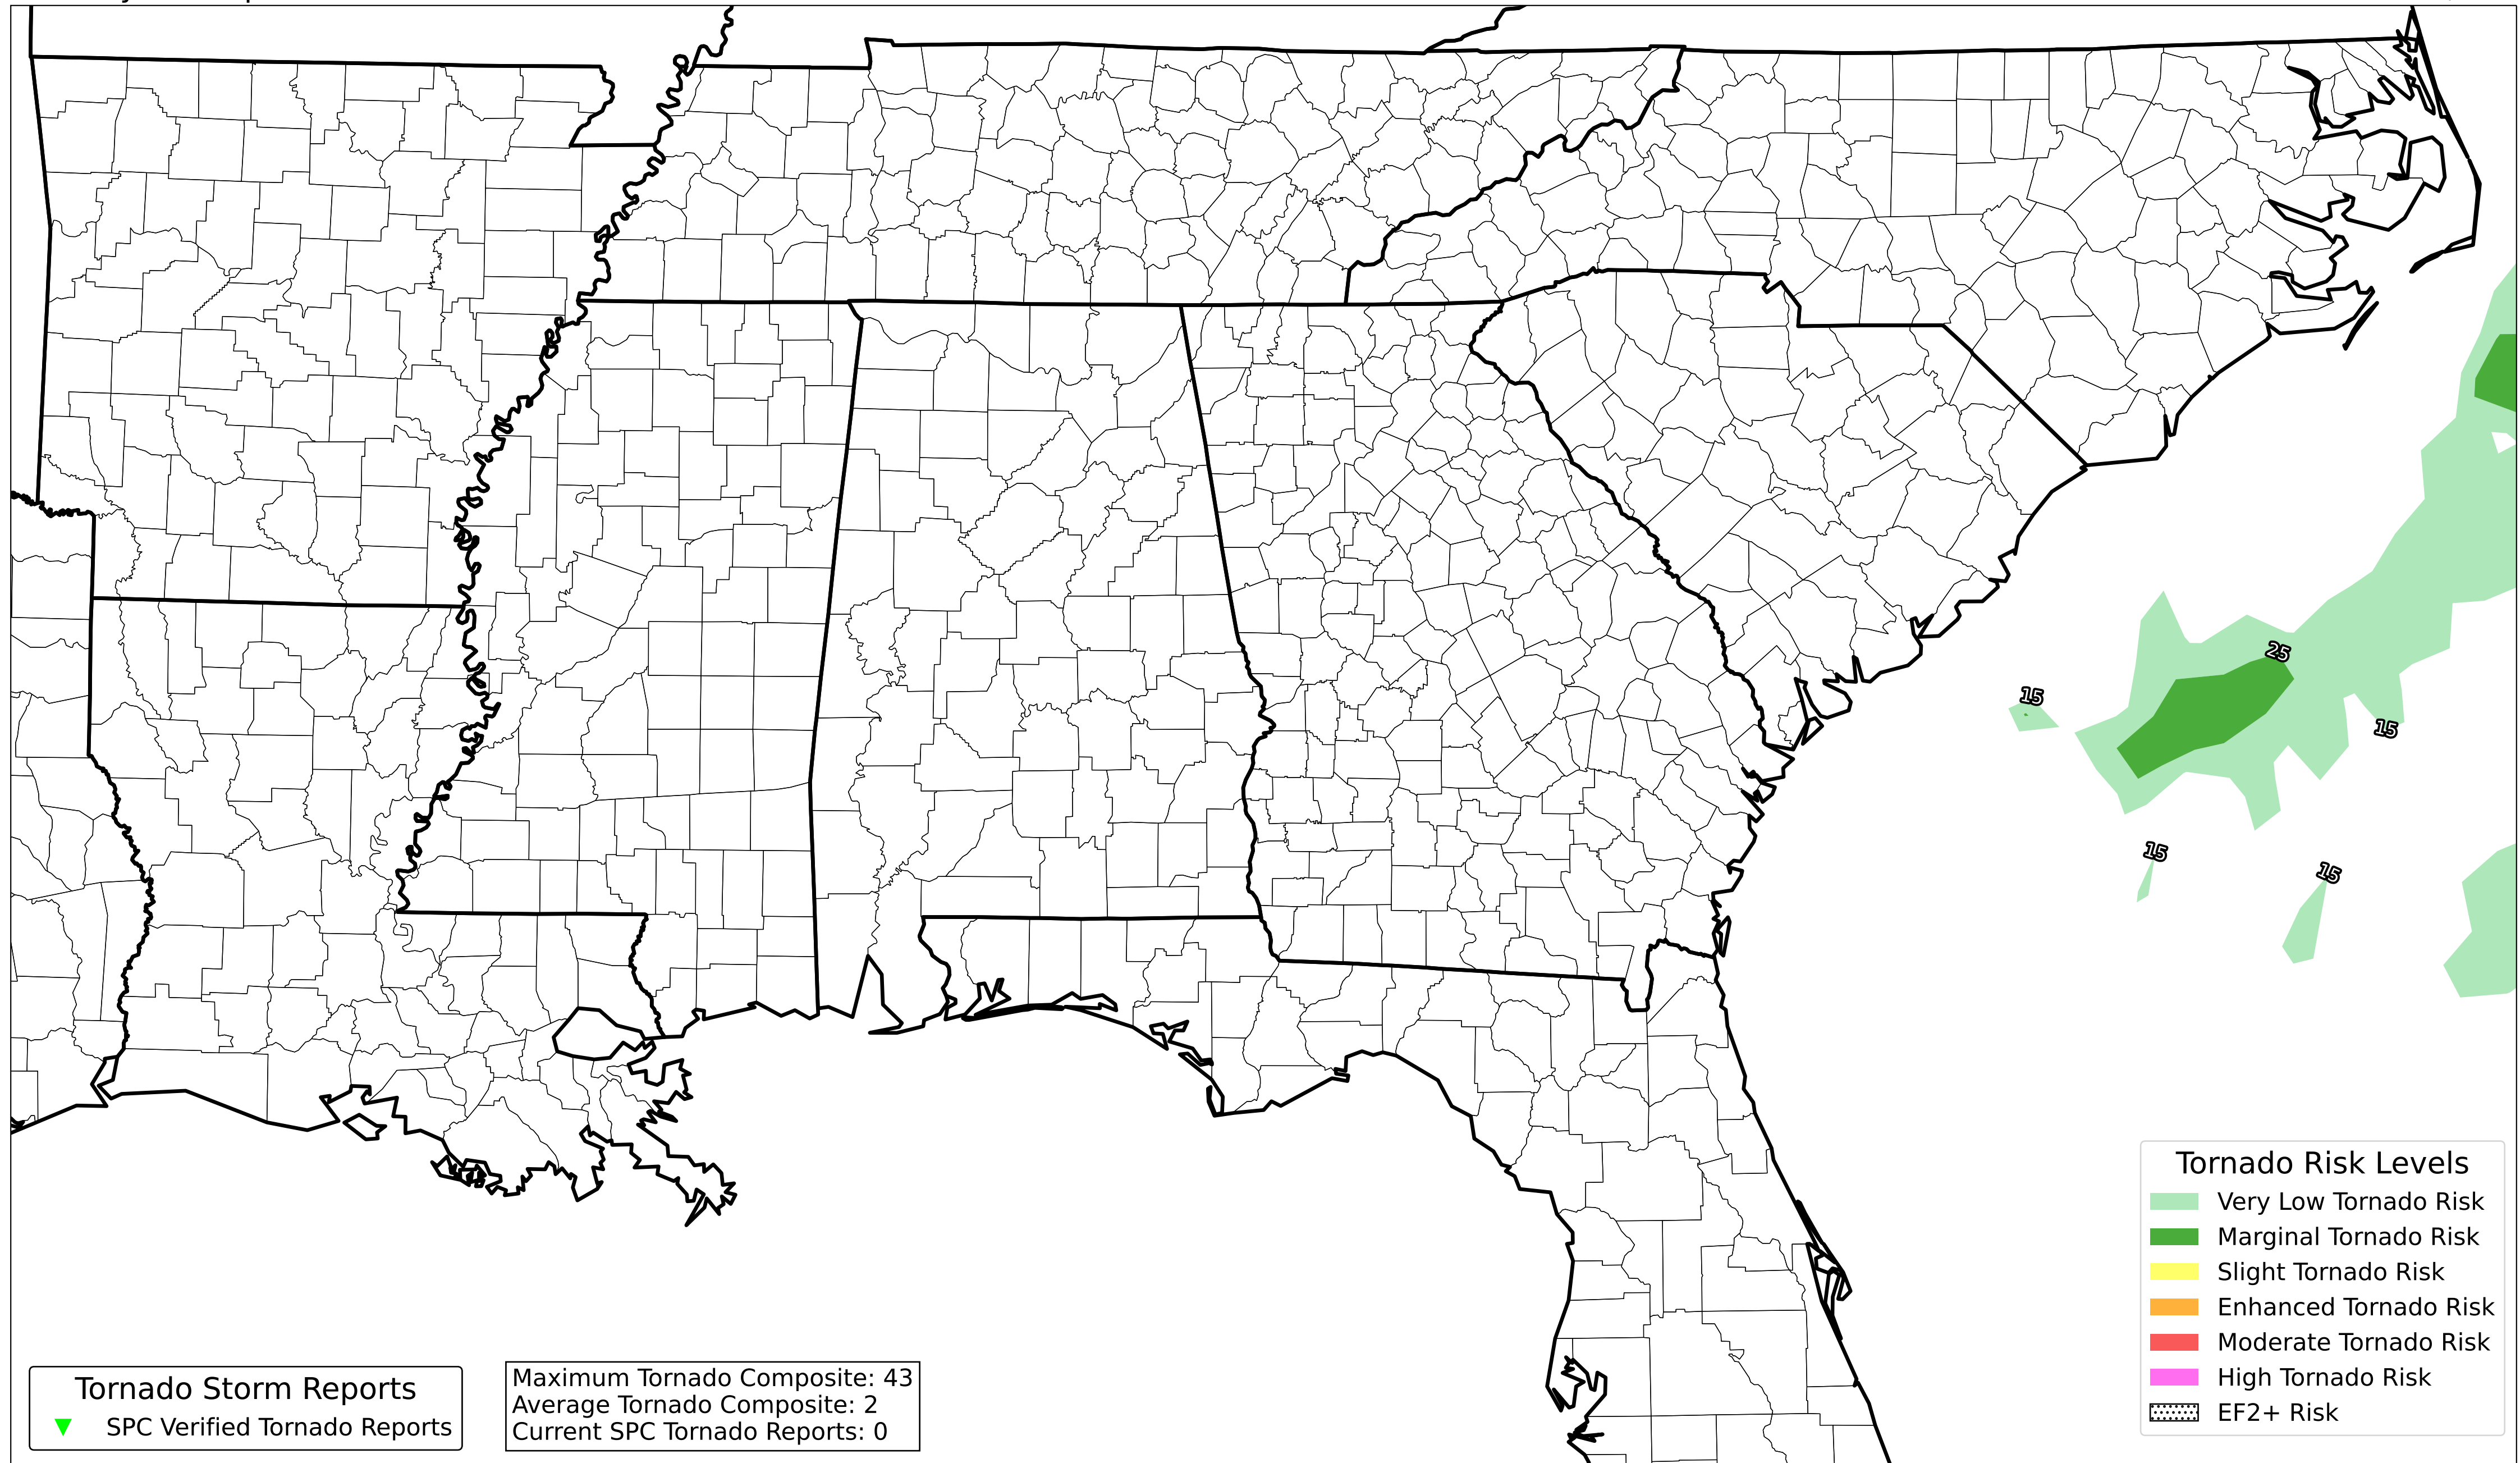 25
15
15
15
15
Tornado Risk Levels
Very Low Tornado Risk
Marginal Tornado Risk
Slight Tornado Risk
Enhanced Tornado Risk
Moderate Tornado Risk
High Tornado Risk
EF2+ Risk
Tornado Storm Reports
SPC Verified Tornado Reports
Maximum Tornado Composite: 43
Average Tornado Composite: 2
Current SPC Tornado Reports: 0